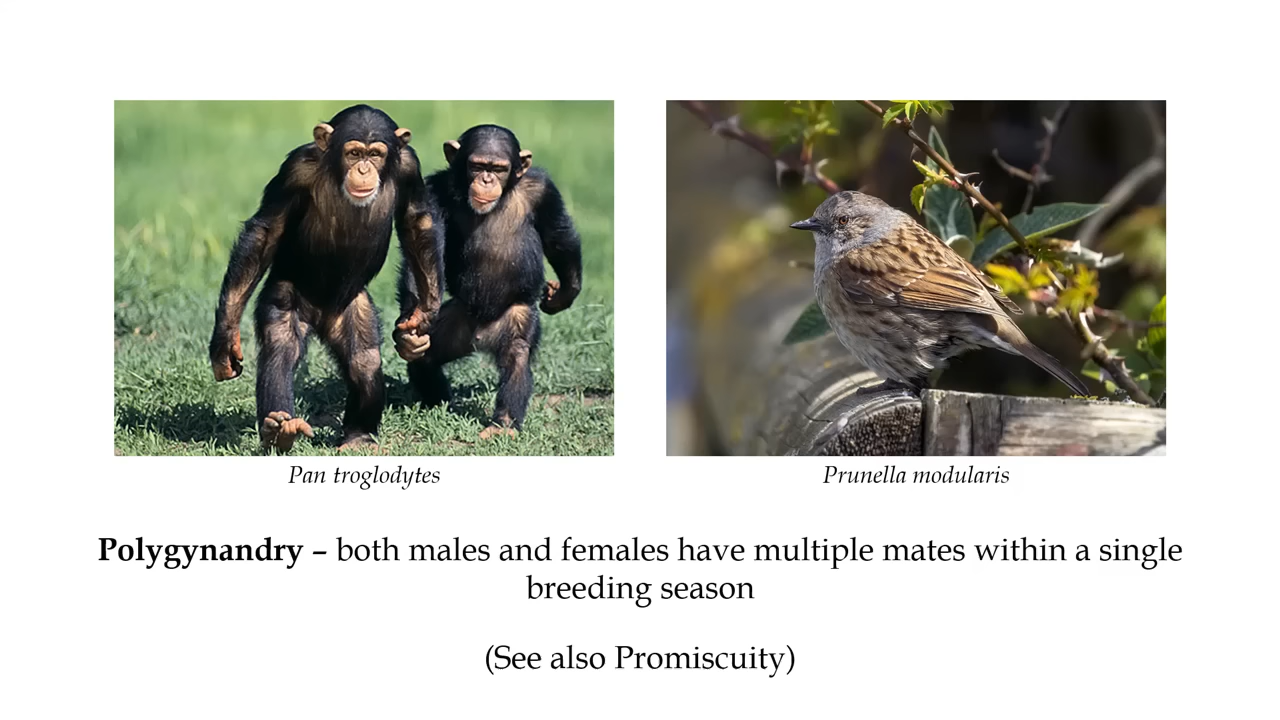 Pan troglodytes
Prunella modularis
Polygynandry – both males and females have multiple mates within a single
breeding season
(See also Promiscuity)